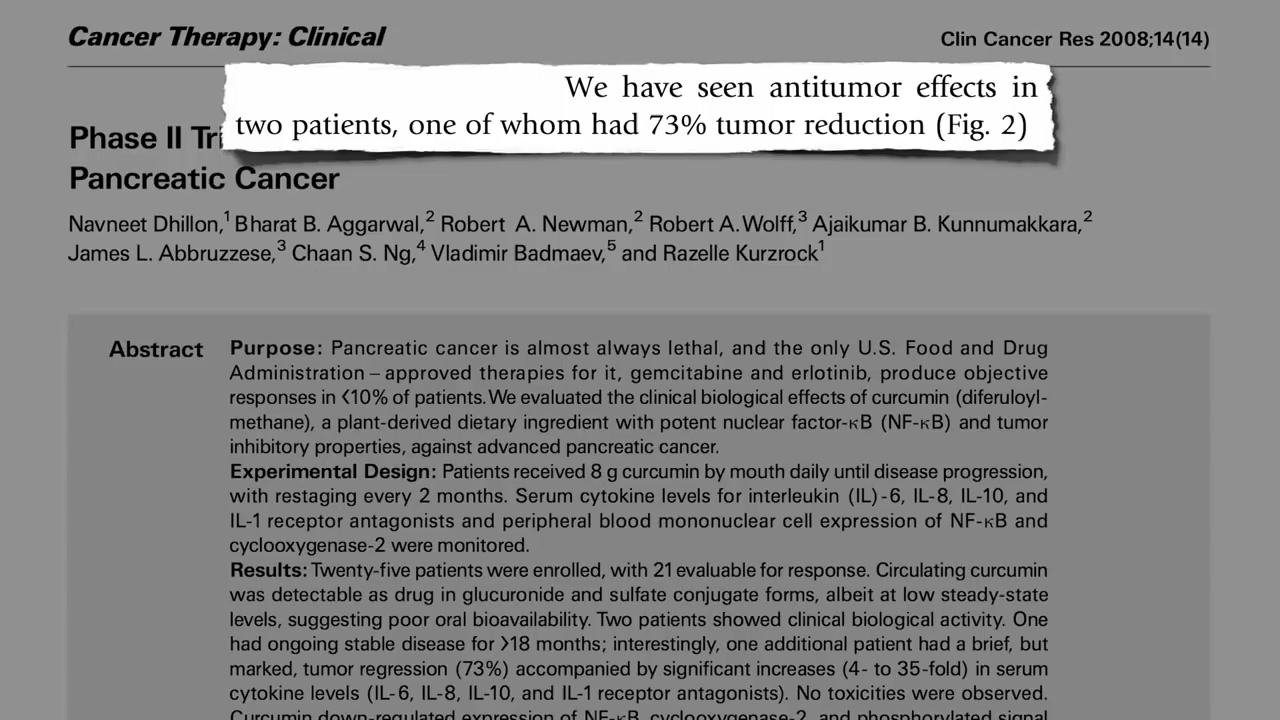 Cancer Therapy: Clinical
Clin Cancer Res 2008;14(14)
We have seen antitumor effects in
two patients, one of whom had 73% tumor reduction (Fig. 2)
Phase II
Pancreatic Cancer
Navneet Dhillon,1 Bharat B. Aggarwal,2 Robert A. Newman,2 Robert A. Wolff,3 Ajaikumar B. Kunnumakkara,2
James L. Abbruzzese,3 Chaan S. Ng,4 Vladimir Badmaev,5 and Razelle Kurzrock1
Abstract
Purpose: Pancreatic cancer is almost always lethal, and the only U.S. Food and Drug
Administration – approved therapies for it, gemcitabine and erlotinib, produce objective
responses in <10% of patients. We evaluated the clinical biological effects of curcumin (diferuloyl-
methane), a plant-derived dietary ingredient with potent nuclear factor-κB (NF-κB) and tumor
inhibitory properties, against advanced pancreatic cancer.
Experimental Design: Patients received 8 g curcumin by mouth daily until disease progression,
with restaging every 2 months. Serum cytokine levels for interleukin (IL)-6, IL-8, IL-10, and
IL-1 receptor antagonists and peripheral blood mononuclear cell expression of NF-κB and
cyclooxygenase-2 were monitored.
Results: Twenty-five patients were enrolled, with 21 evaluable for response. Circulating curcumin
was detectable as drug in glucuronide and sulfate conjugate forms, albeit at low steady-state
levels, suggesting poor oral bioavailability. Two patients showed clinical biological activity. One
had ongoing stable disease for >18 months; interestingly, one additional patient had a brief, but
marked, tumor regression (73%) accompanied by significant increases (4- to 35-fold) in serum
cytokine levels (IL-6, IL-8, IL-10, and IL-1 receptor antagonists). No toxicities were observed.
Curcumin down-regulated expression of NF-κB, cyclooxygenase-2, and phosphorylated signal